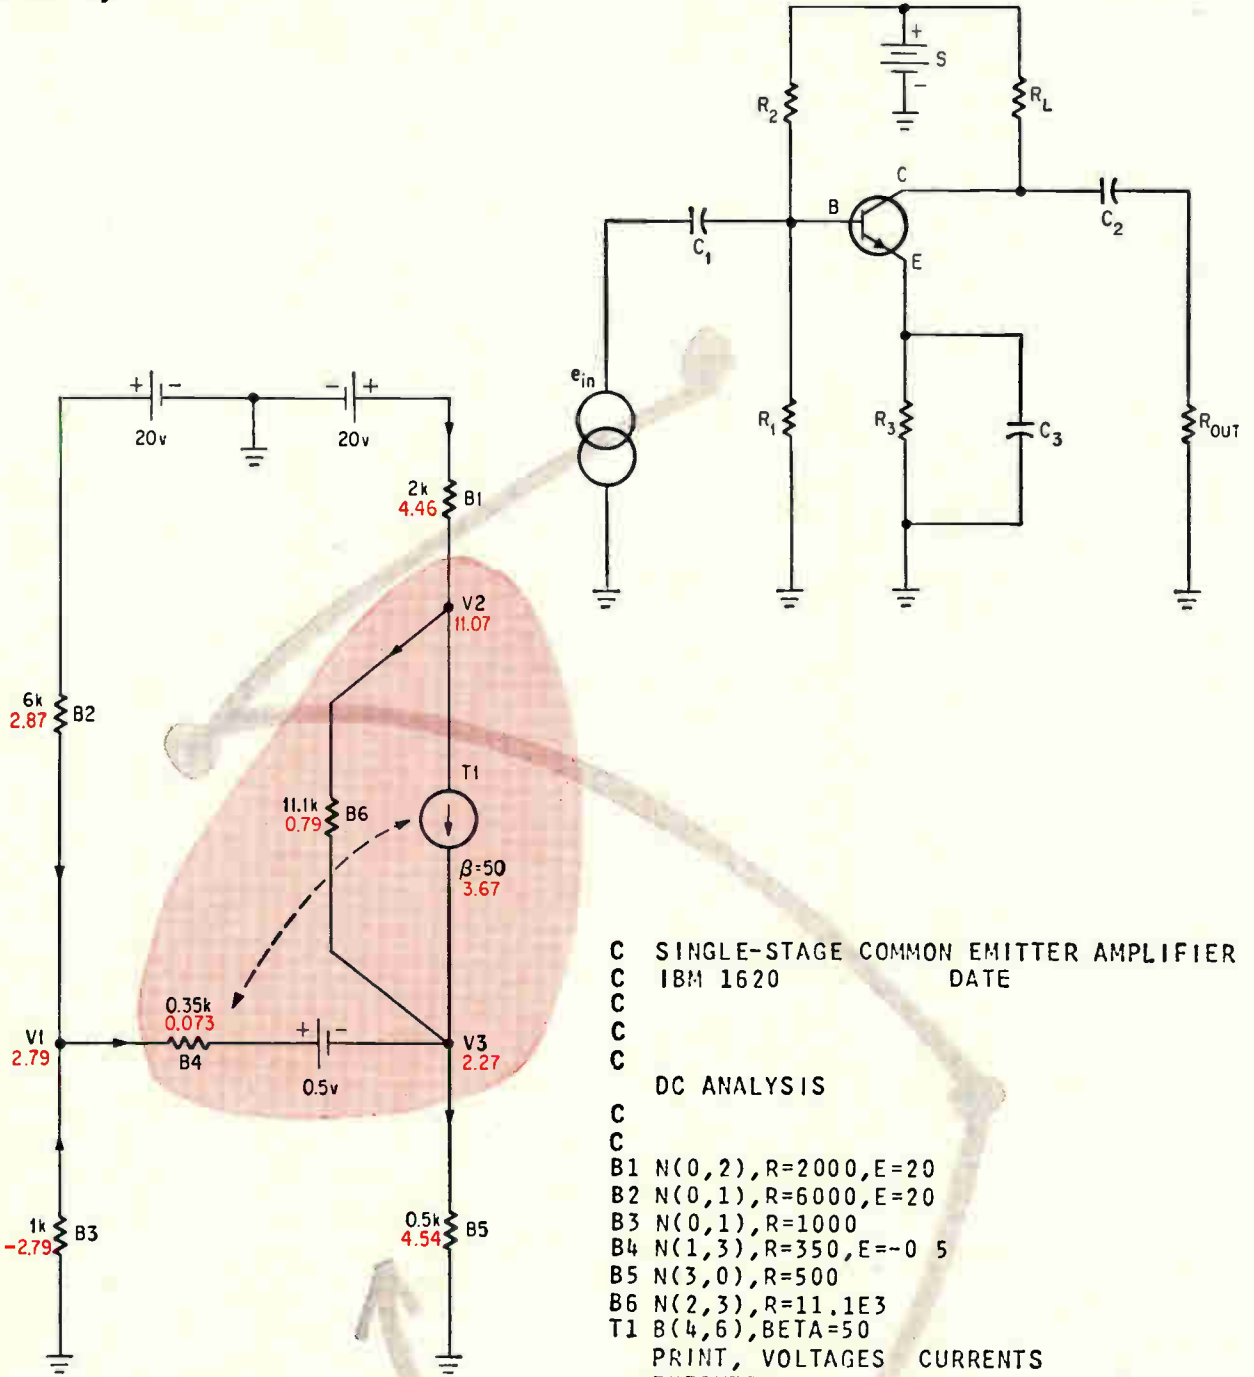 +
S
-
R2
RL
C
B
C1
C2
E
ein
R1
R3
C3
ROUT
+ -
- +
20v
20v
2k
4.46
B1
V2
11.07
6k
2.87
B2
T1
11.1k
0.79
B6
β=50
3.67
0.35k
0.073
V1
2.79
B4
+ -
0.5v
V3
2.27
1k
-2.79
B3
0.5k
4.54
B5
C SINGLE-STAGE COMMON EMITTER AMPLIFIER
C IBM 1620 DATE
C
C
C
DC ANALYSIS
C
C
B1 N(0,2),R=2000,E=20
B2 N(0,1),R=6000,E=20
B3 N(0,1),R=1000
B4 N(1,3),R=350,E=-0 5
B5 N(3,0),R=500
B6 N(2,3),R=11.1E3
T1 B(4,6),BETA=50
PRINT, VOLTAGES CURRENTS